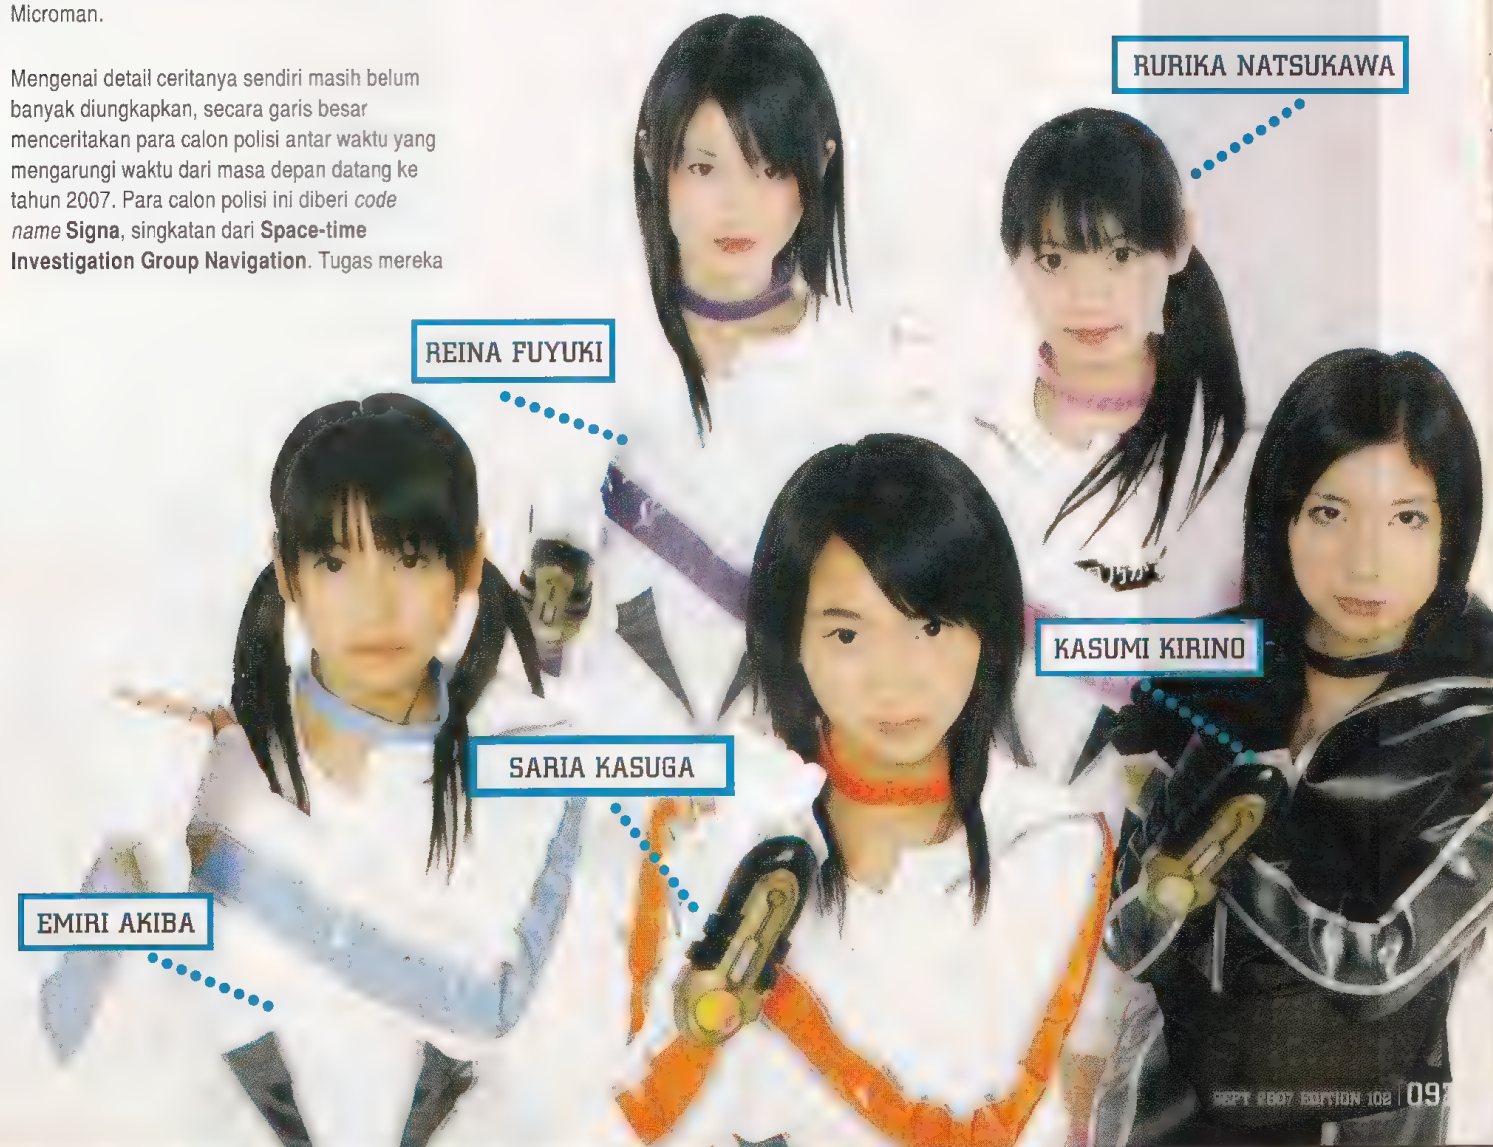 Microman.
Mengenai detail ceritanya sendiri masih belum
banyak diungkapkan, secara garis besar
menceritakan para calon polisi antar waktu yang
mengarungi waktu dari masa depan datang ke
tahun 2007. Para calon polisi ini diberi code
name Signa, singkatan dari Space-time
Investigation Group Navigation. Tugas mereka
RURIKA NATSUKAWA
REINA FUYUKI
KASUMI KIRINO
SARIA KASUGA
EMIRI AKIBA
SEPT 2007 EDITION 102 | 09